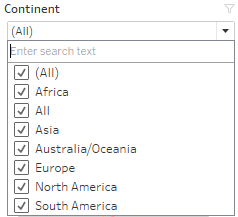 Continent
(All)
Enter search text
(All)
Africa
All
Asia
Australia/Oceania
Europe
North America
South America